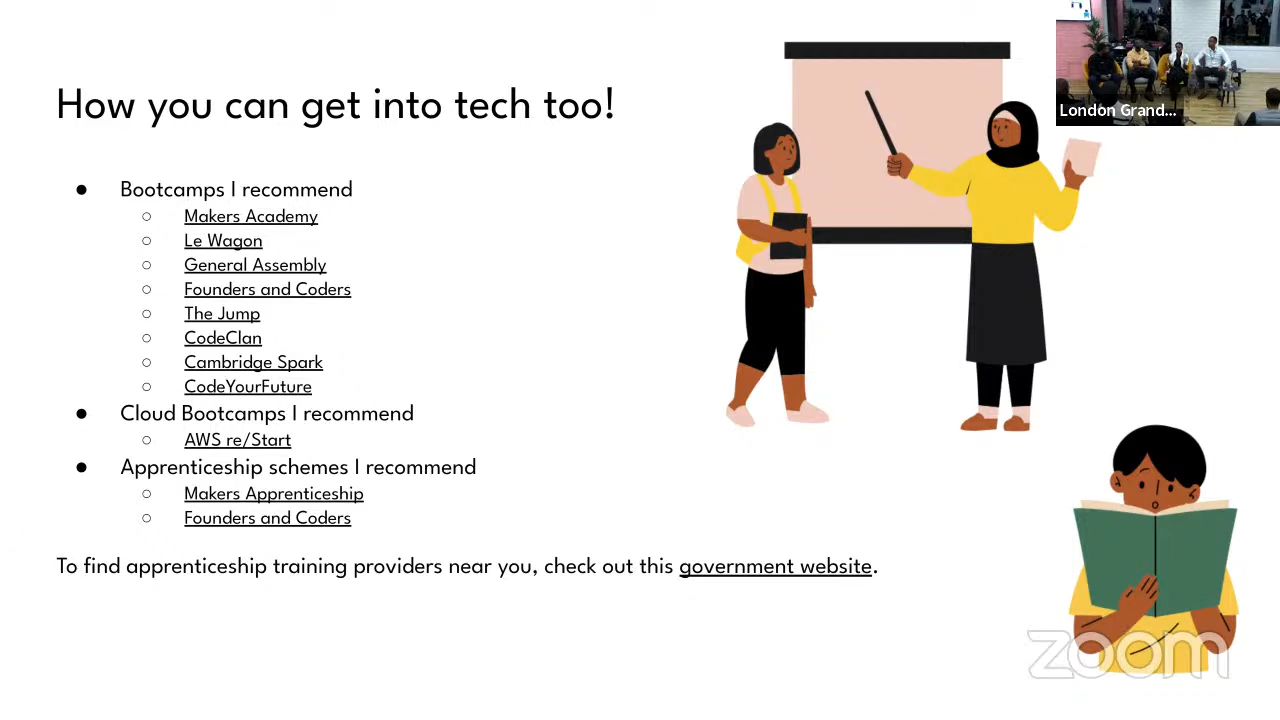 London Grand...
How you can get into tech too!
● Bootcamps I recommend
○ Makers Academy
○ Le Wagon
○ General Assembly
○ Founders and Coders
○ The Jump
○ CodeClan
○ Cambridge Spark
○ CodeYourFuture
● Cloud Bootcamps I recommend
○ AWS re/Start
● Apprenticeship schemes I recommend
○ Makers Apprenticeship
○ Founders and Coders
To find apprenticeship training providers near you, check out this government website.
zoom